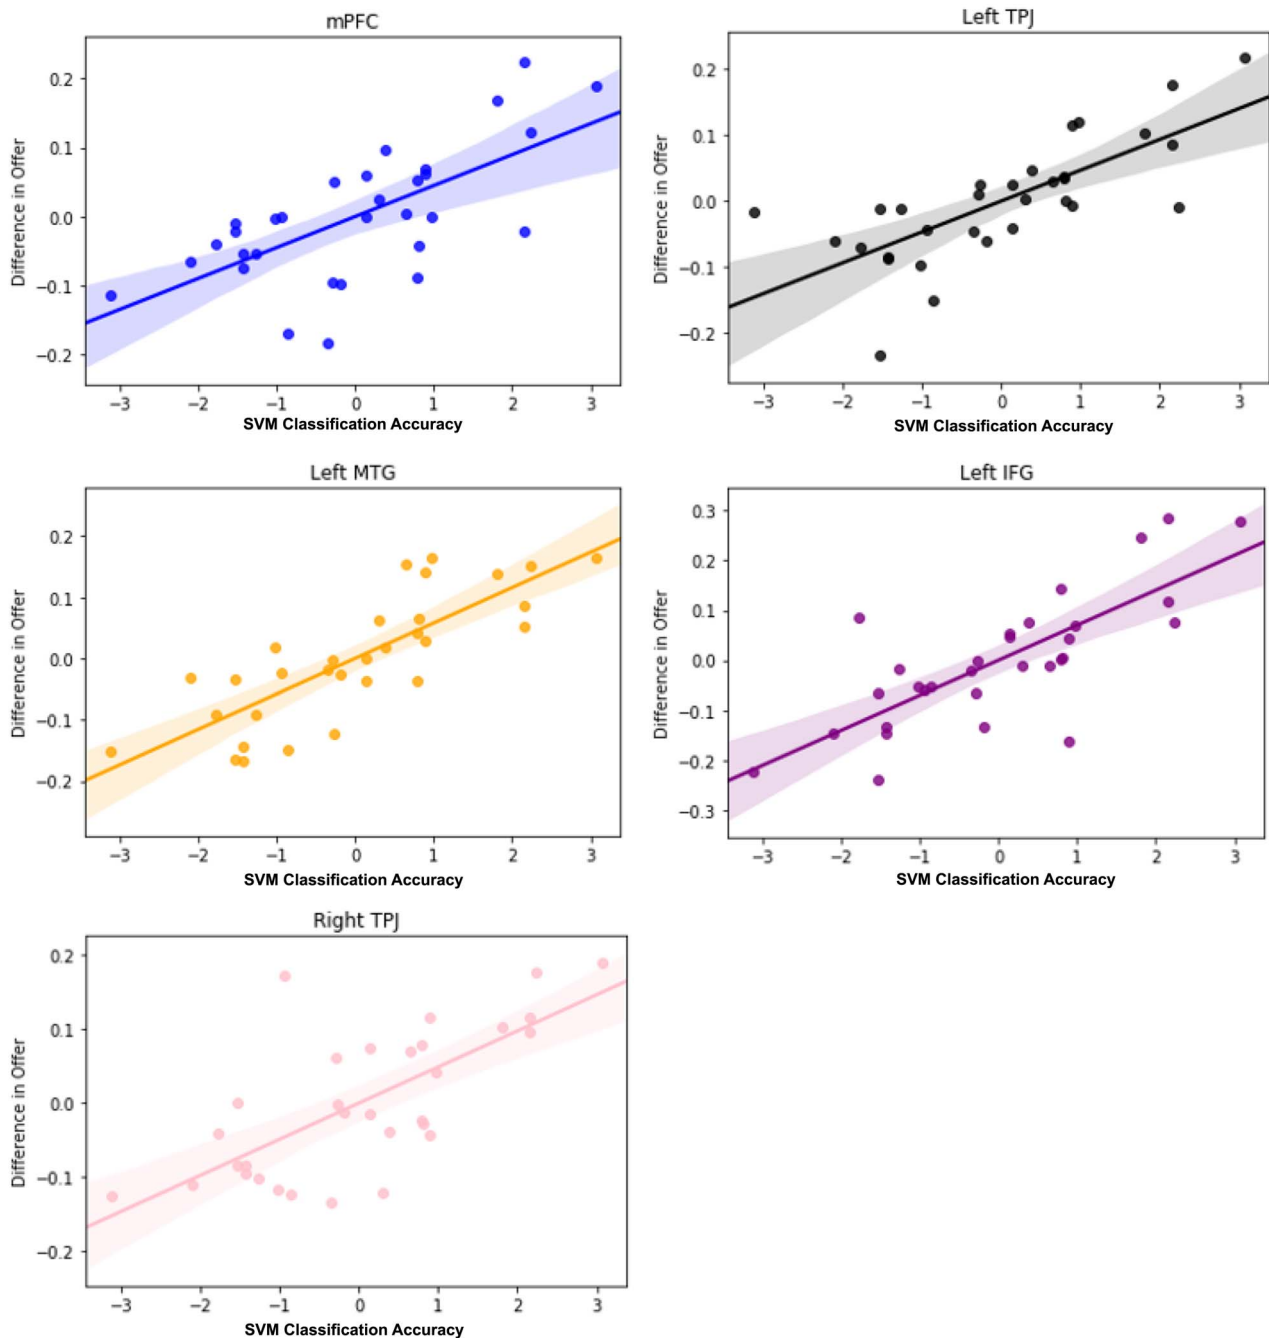 mPFC
Difference in Offer
0.2
0.1
0.0
−0.1
−0.2
−3 −2 −1 0 1 2 3
SVM Classification Accuracy
Left TPJ
Difference in Offer
0.2
0.1
0.0
−0.1
−0.2
−3 −2 −1 0 1 2 3
SVM Classification Accuracy
Left MTG
Difference in Offer
0.2
0.1
0.0
−0.1
−0.2
−3 −2 −1 0 1 2 3
SVM Classification Accuracy
Left IFG
Difference in Offer
0.3
0.2
0.1
0.0
−0.1
−0.2
−0.3
−3 −2 −1 0 1 2 3
SVM Classification Accuracy
Right TPJ
Difference in Offer
0.2
0.1
0.0
−0.1
−0.2
−3 −2 −1 0 1 2 3
SVM Classification Accuracy